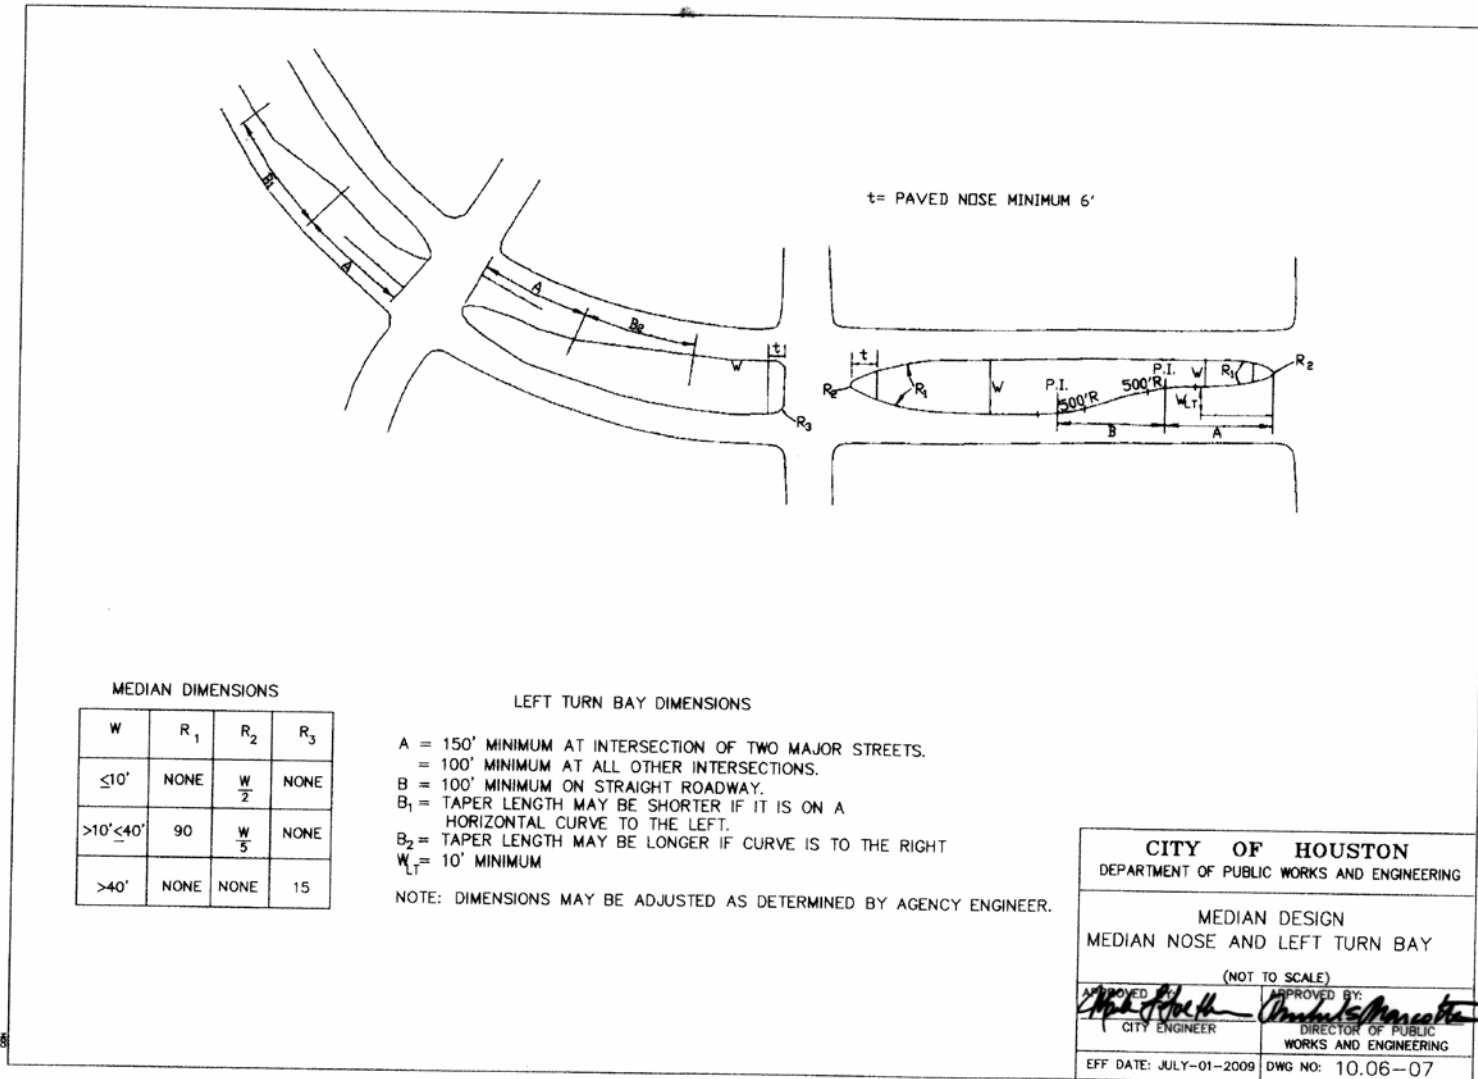 t= PAVED NOSE MINIMUM 6'
B1
A
A
B2
t
W
R3
t
R2
R1
W
P.I.
500'R
500'R
P.I.
W
R1
R2
WLT
B
A
MEDIAN DIMENSIONS
W R1 R2 R3
≤10' NONE W/2 NONE
>10'≤40' 90 W/5 NONE
>40' NONE NONE 15
LEFT TURN BAY DIMENSIONS
A = 150' MINIMUM AT INTERSECTION OF TWO MAJOR STREETS.
= 100' MINIMUM AT ALL OTHER INTERSECTIONS.
B = 100' MINIMUM ON STRAIGHT ROADWAY.
B1 = TAPER LENGTH MAY BE SHORTER IF IT IS ON A
HORIZONTAL CURVE TO THE LEFT.
B2 = TAPER LENGTH MAY BE LONGER IF CURVE IS TO THE RIGHT
WLT = 10' MINIMUM
NOTE: DIMENSIONS MAY BE ADJUSTED AS DETERMINED BY AGENCY ENGINEER.
CITY OF HOUSTON
DEPARTMENT OF PUBLIC WORKS AND ENGINEERING
MEDIAN DESIGN
MEDIAN NOSE AND LEFT TURN BAY
(NOT TO SCALE)
APPROVED BY:
CITY ENGINEER
APPROVED BY:
DIRECTOR OF PUBLIC
WORKS AND ENGINEERING
EFF DATE: JULY-01-2009
DWG NO: 10.06-07